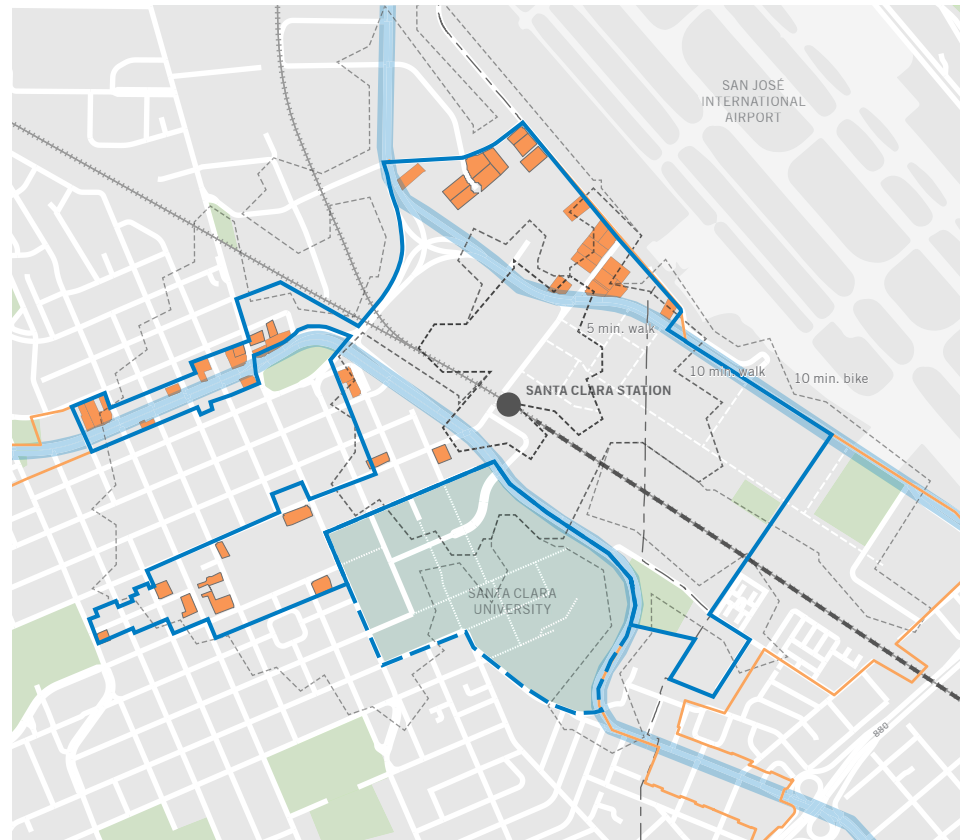 SAN JOSÉ
INTERNATIONAL
AIRPORT
5 min. walk
10 min. walk
10 min. bike
SANTA CLARA STATION
SANTA CLARA
UNIVERSITY
880